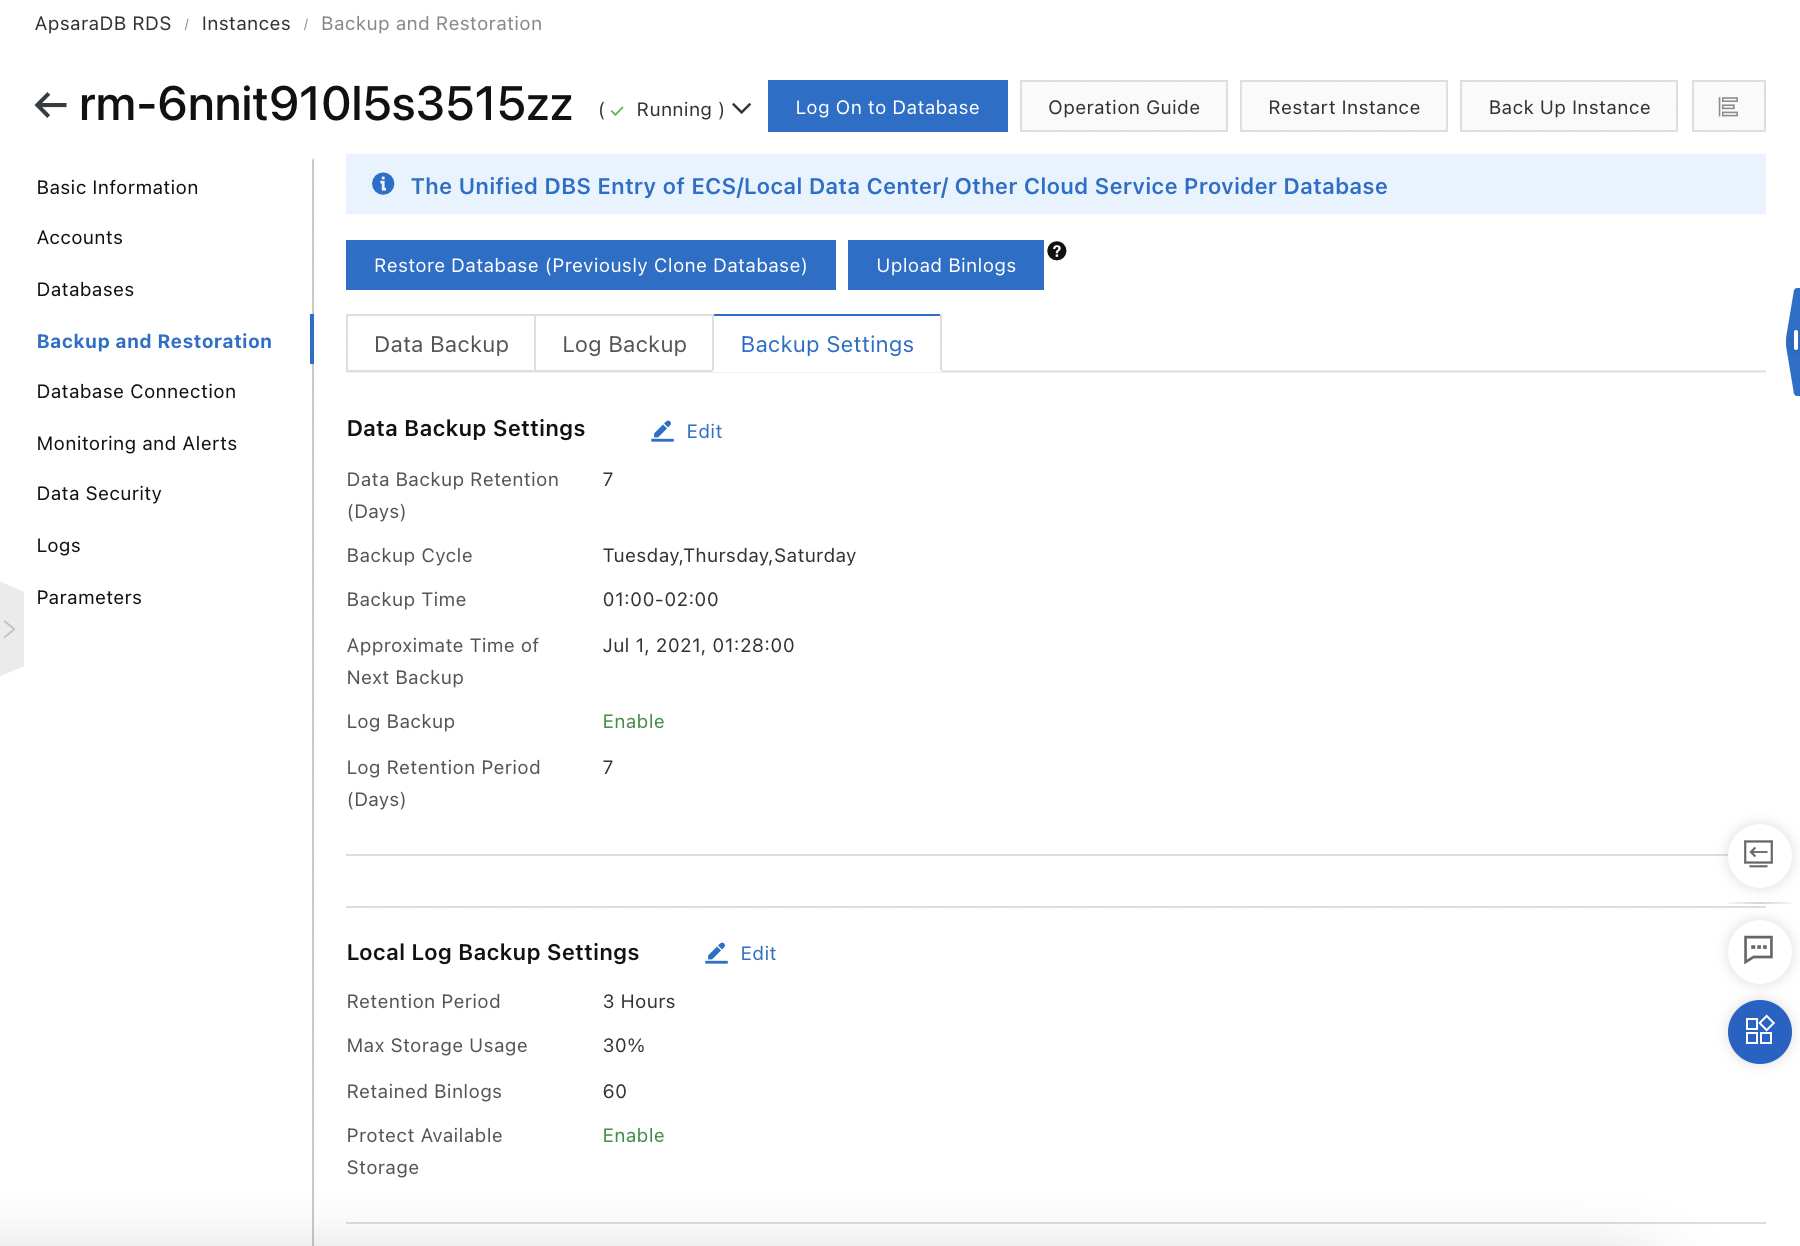 ApsaraDB RDS / Instances / Backup and Restoration
rm-6nnit910l5s3515zz ( Running )
Log On to Database
Operation Guide
Restart Instance
Back Up Instance
Basic Information
Accounts
Databases
Backup and Restoration
Database Connection
Monitoring and Alerts
Data Security
Logs
Parameters
The Unified DBS Entry of ECS/Local Data Center/ Other Cloud Service Provider Database
Restore Database (Previously Clone Database)
Upload Binlogs
?
Data Backup
Log Backup
Backup Settings
Data Backup Settings Edit
Data Backup Retention 7
(Days)
Backup Cycle Tuesday,Thursday,Saturday
Backup Time 01:00-02:00
Approximate Time of Jul 1, 2021, 01:28:00
Next Backup
Log Backup Enable
Log Retention Period 7
(Days)
Local Log Backup Settings Edit
Retention Period 3 Hours
Max Storage Usage 30%
Retained Binlogs 60
Protect Available Enable
Storage